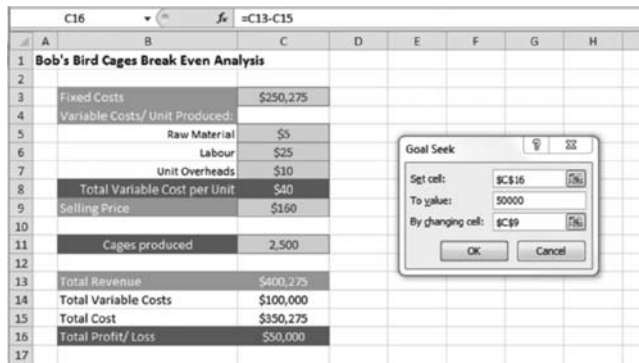 C16 fx =C13-C15
A B C D E F G H
1 Bob's Bird Cages Break Even Analysis
2
3 Fixed Costs $250,275
4 Variable Costs/ Unit Produced:
5 Raw Material $5
6 Labour $25
7 Unit Overheads $10
8 Total Variable Cost per Unit $40
9 Selling Price $160
10
11 Cages produced 2,500
12
13 Total Revenue $400,275
14 Total Variable Costs $100,000
15 Total Cost $350,275
16 Total Profit/ Loss $50,000
17
Goal Seek ?
Set cell: $C$16
To value: 50000
By changing cell: $C$9
OK Cancel